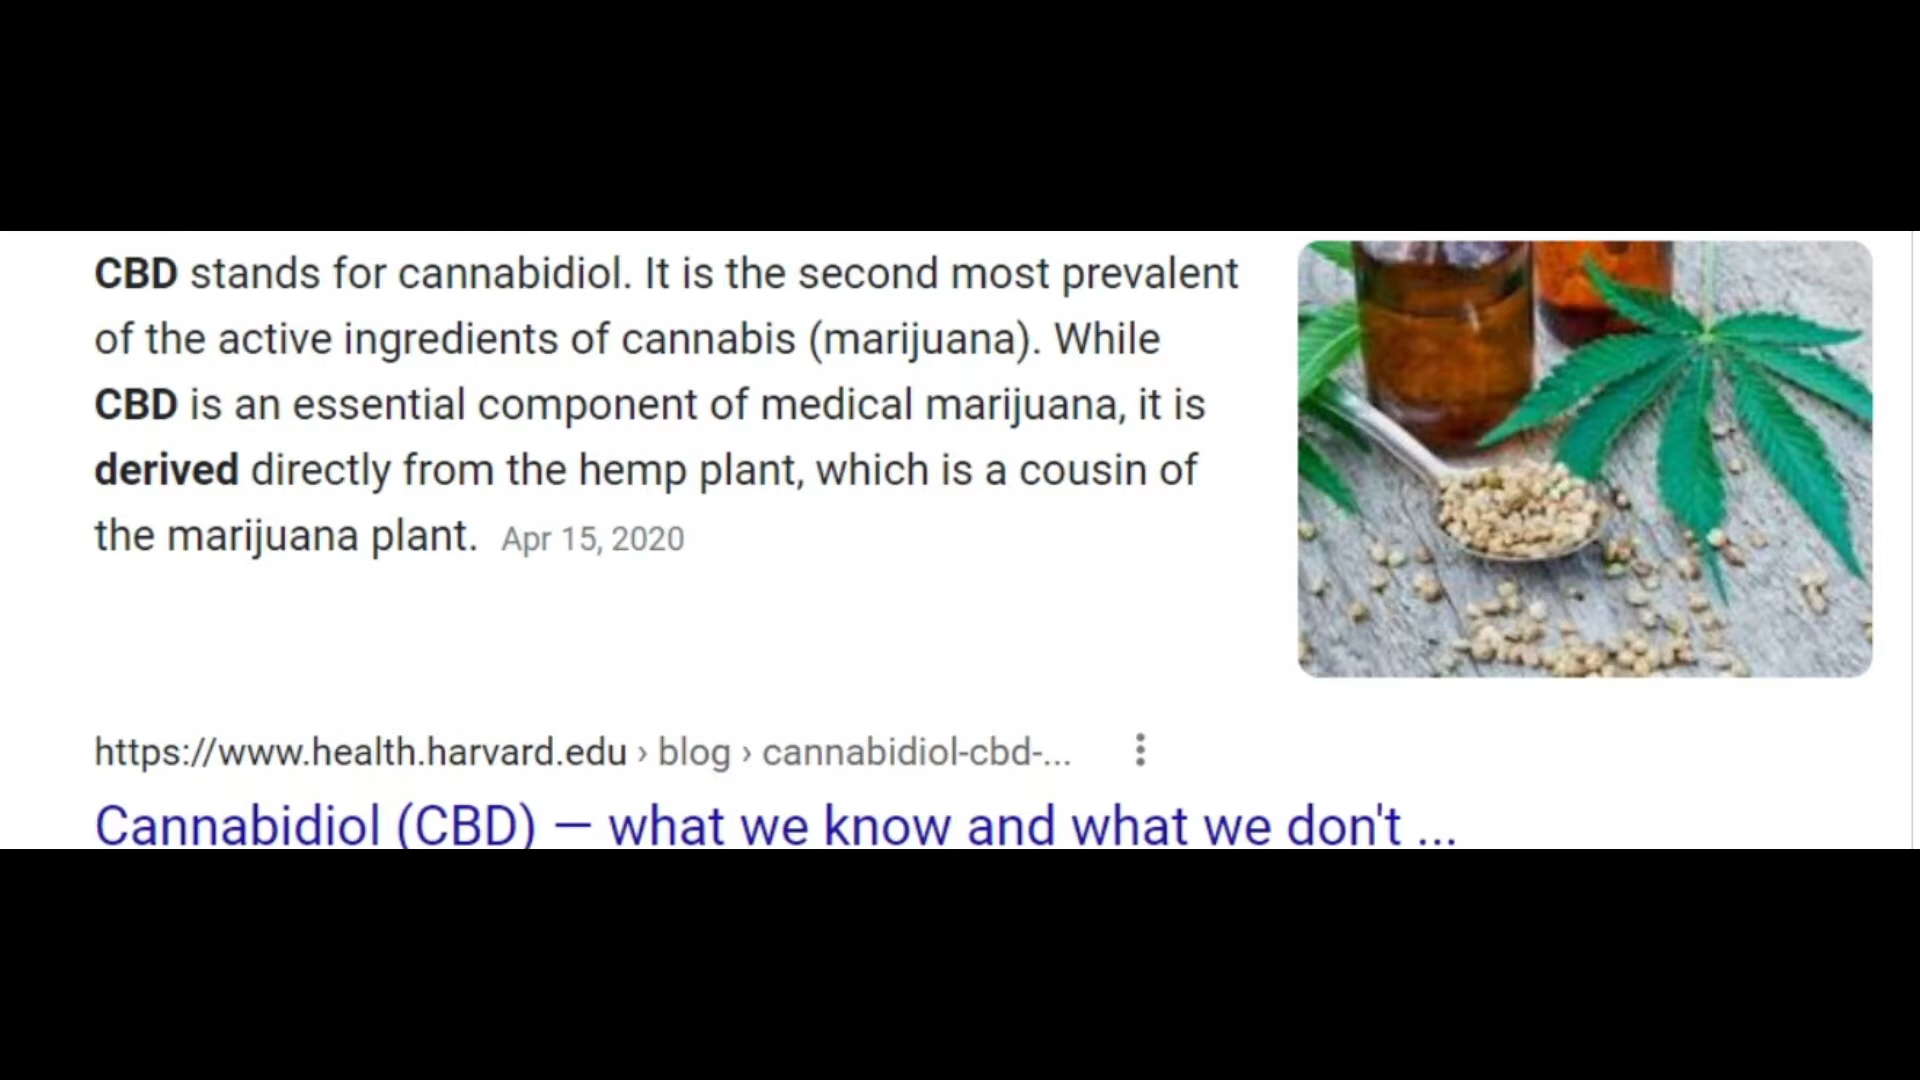 CBD stands for cannabidiol. It is the second most prevalent
of the active ingredients of cannabis (marijuana). While
CBD is an essential component of medical marijuana, it is
derived directly from the hemp plant, which is a cousin of
the marijuana plant. Apr 15, 2020
https://www.health.harvard.edu › blog › cannabidiol-cbd-...
Cannabidiol (CBD) — what we know and what we don't ...